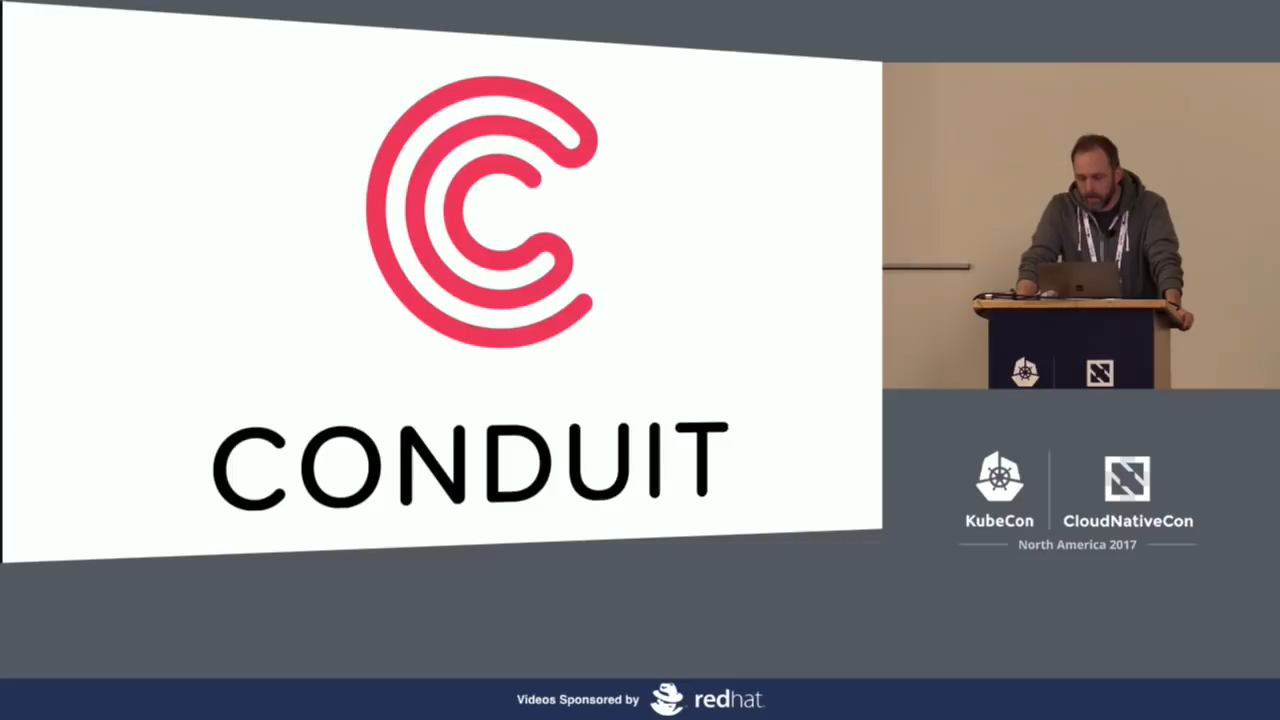 CONDUIT
KubeCon
CloudNativeCon
North America 2017
Videos Sponsored by
redhat